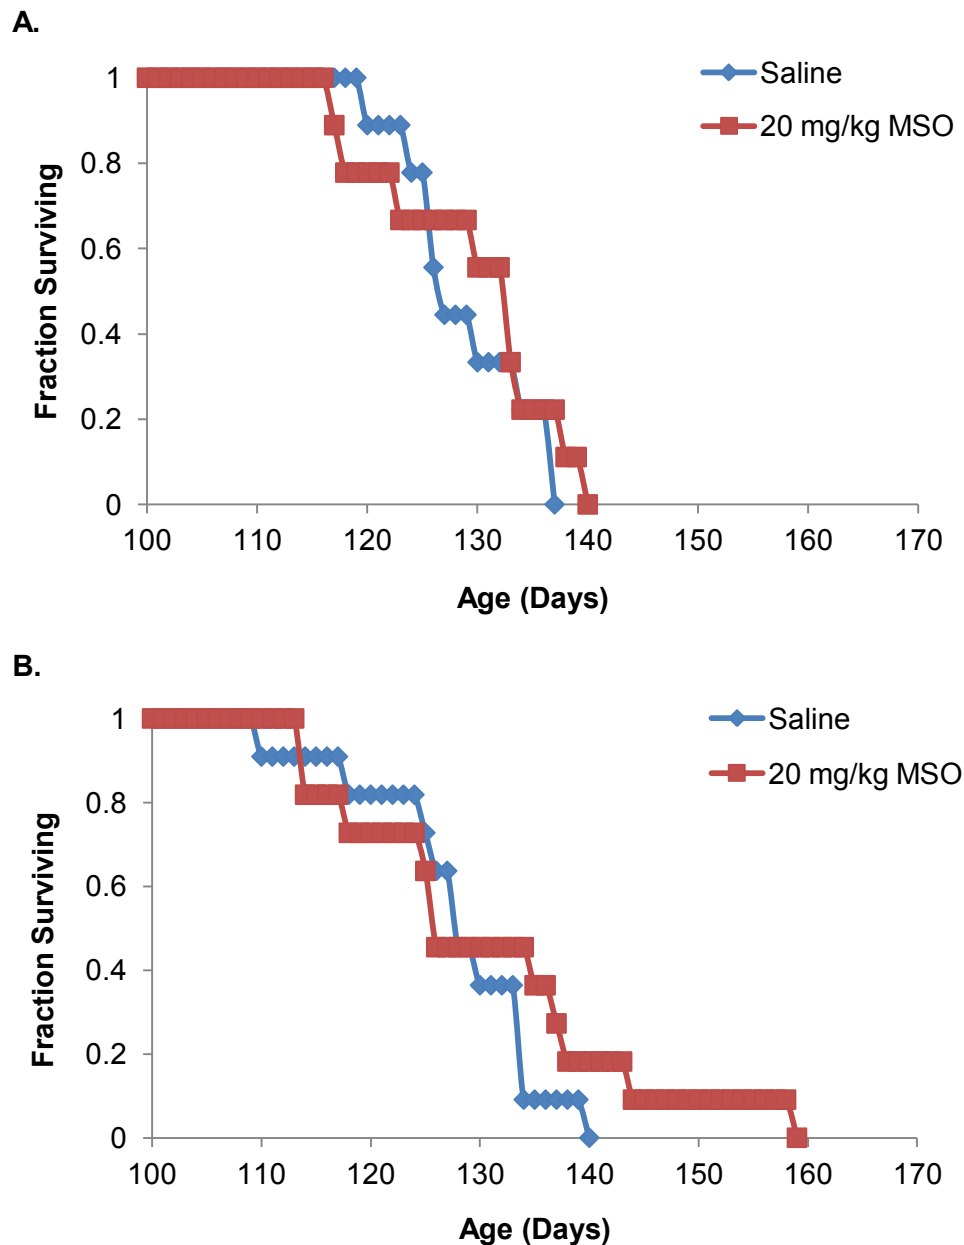 A.
Saline
20 mg/kg MSO
1
0.8
0.6
0.4
0.2
0
Fraction Surviving
100 110 120 130 140 150 160 170
Age (Days)
B.
Saline
20 mg/kg MSO
1
0.8
0.6
0.4
0.2
0
Fraction Surviving
100 110 120 130 140 150 160 170
Age (Days)